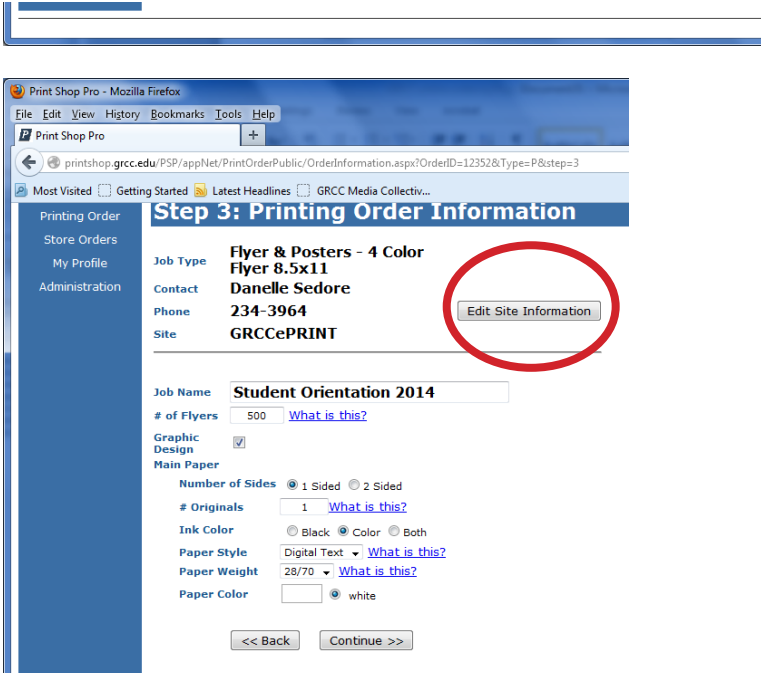 Print Shop Pro - Mozilla Firefox
File Edit View History Bookmarks Tools Help
Print Shop Pro +
printshop.grcc.edu/PSP/appNet/PrintOrderPublic/OrderInformation.aspx?OrderID=12352&Type=P&step=3
Most Visited Getting Started Latest Headlines GRCC Media Collectiv...
Printing Order
Store Orders
My Profile
Administration
Step 3: Printing Order Information
Job Type Flyer & Posters - 4 Color
Flyer 8.5x11
Contact Danelle Sedore
Phone 234-3964 Edit Site Information
Site GRCCePRINT
Job Name Student Orientation 2014
# of Flyers 500 What is this?
Graphic
Design
Main Paper
Number of Sides 1 Sided 2 Sided
# Originals 1 What is this?
Ink Color Black Color Both
Paper Style Digital Text What is this?
Paper Weight 28/70 What is this?
Paper Color white
<< Back Continue >>